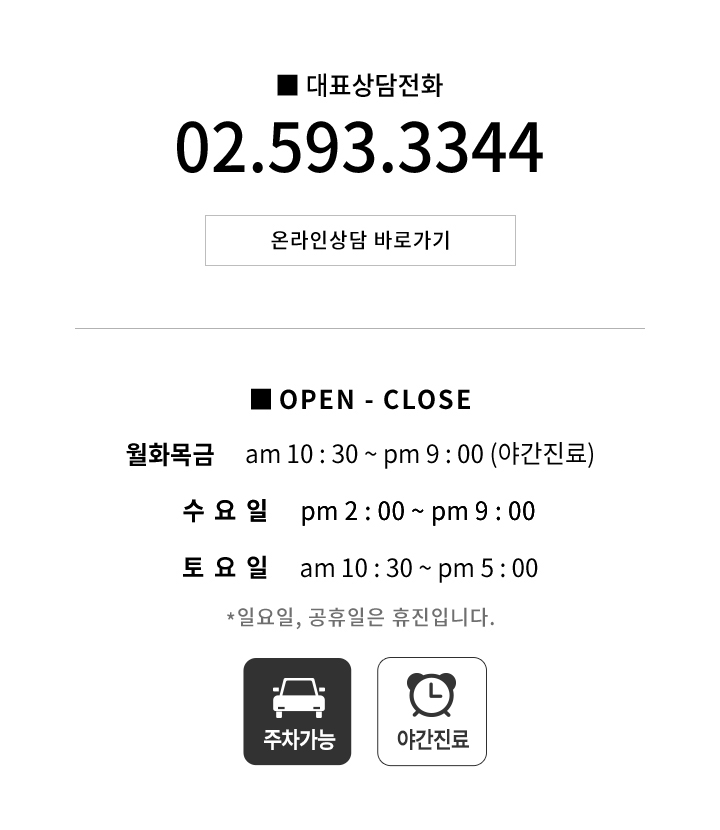 ■ 대표상담전화
02.593.3344
온라인상담 바로가기
■ OPEN - CLOSE
월화목금 am 10 : 30 ~ pm 9 : 00 (야간진료)
수 요 일 pm 2 : 00 ~ pm 9 : 00
토 요 일 am 10 : 30 ~ pm 5 : 00
*일요일, 공휴일은 휴진입니다.
주차가능 야간진료